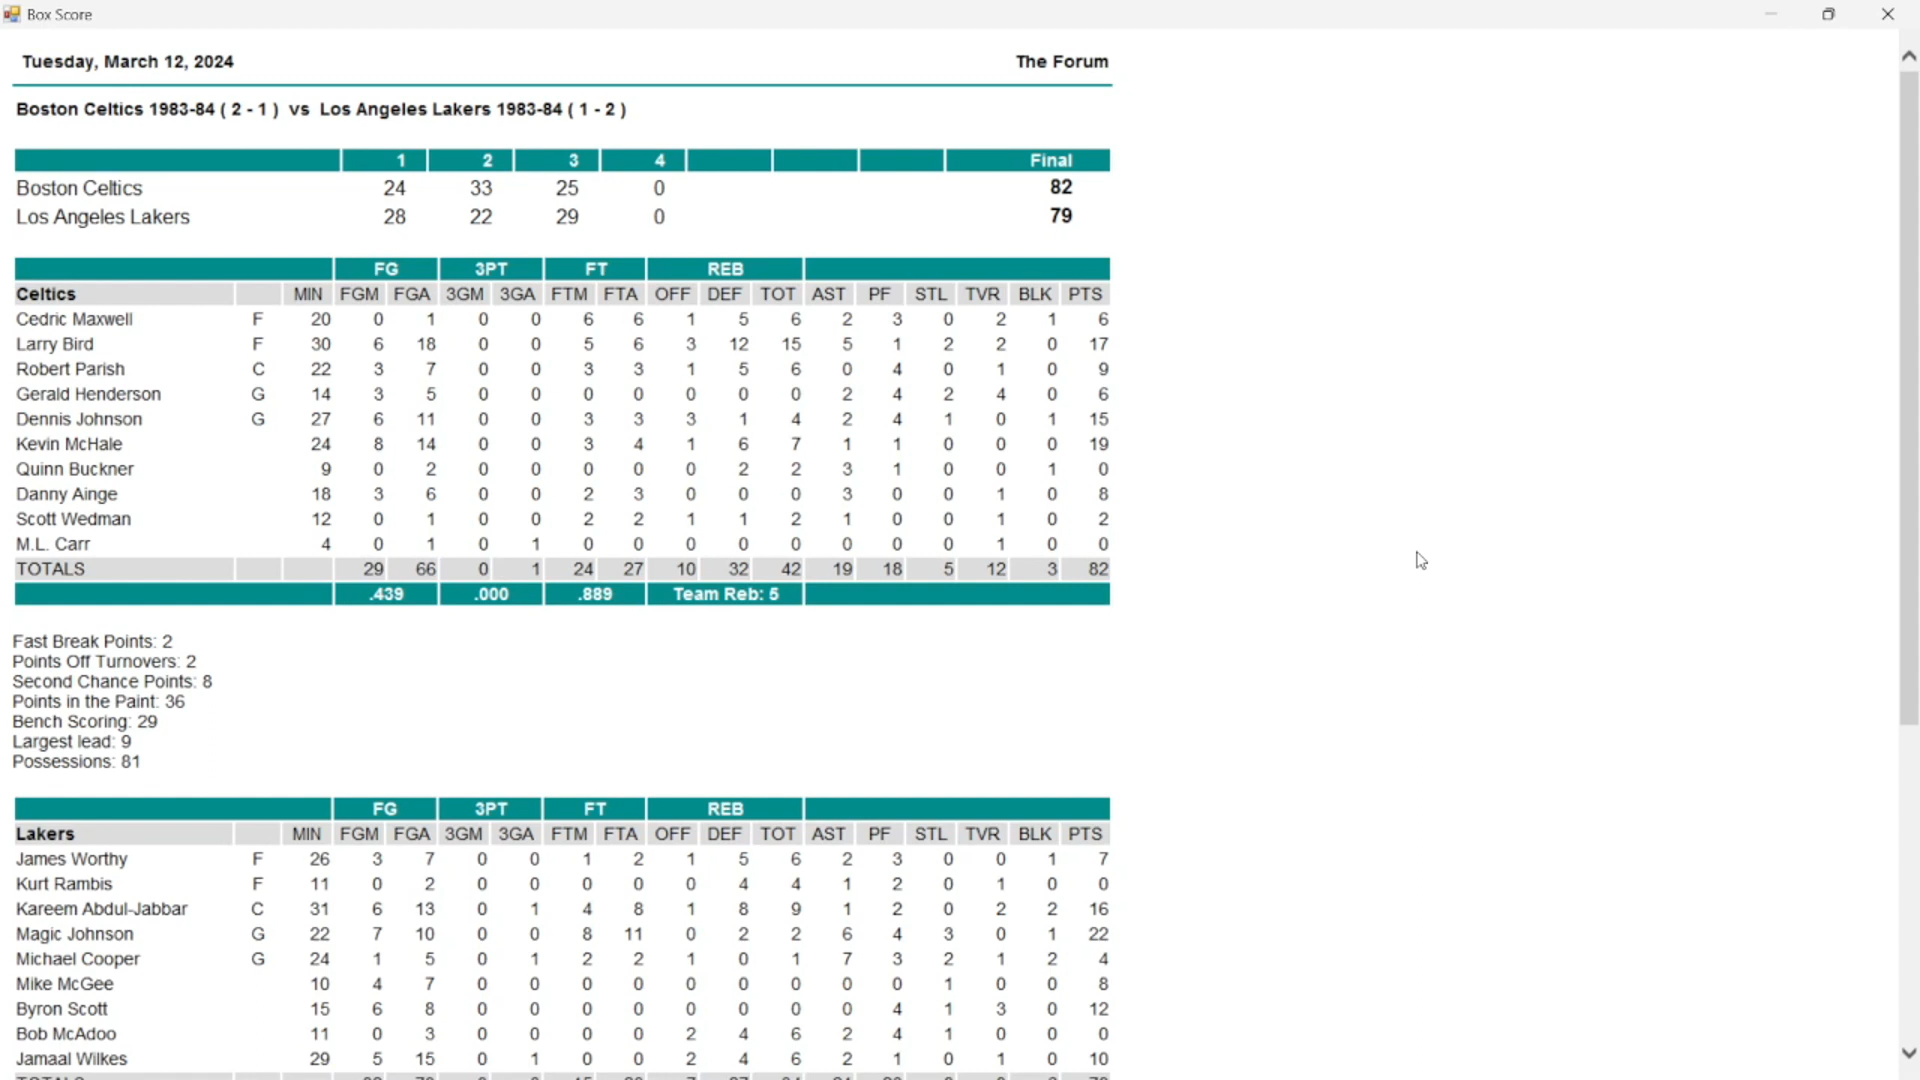 Box Score
Tuesday, March 12, 2024 The Forum
Boston Celtics 1983-84 ( 2 - 1 ) vs Los Angeles Lakers 1983-84 ( 1 - 2 )
1 2 3 4 Final
Boston Celtics 24 33 25 0 82
Los Angeles Lakers 28 22 29 0 79
FG 3PT FT REB
Celtics MIN FGM FGA 3GM 3GA FTM FTA OFF DEF TOT AST PF STL TVR BLK PTS
Cedric Maxwell F 20 0 1 0 0 6 6 1 5 6 2 3 0 2 1 6
Larry Bird F 30 6 18 0 0 5 6 3 12 15 5 1 2 2 0 17
Robert Parish C 22 3 7 0 0 3 3 1 5 6 0 4 0 1 0 9
Gerald Henderson G 14 3 5 0 0 0 0 0 0 0 2 4 2 4 0 6
Dennis Johnson G 27 6 11 0 0 3 3 3 1 4 2 4 1 0 1 15
Kevin McHale 24 8 14 0 0 3 4 1 6 7 1 1 0 0 0 19
Quinn Buckner 9 0 2 0 0 0 0 0 2 2 3 1 0 0 1 0
Danny Ainge 18 3 6 0 0 2 3 0 0 0 3 0 0 1 0 8
Scott Wedman 12 0 1 0 0 2 2 1 1 2 1 0 0 1 0 2
M.L. Carr 4 0 1 0 1 0 0 0 0 0 0 0 0 1 0 0
TOTALS 29 66 0 1 24 27 10 32 42 19 18 5 12 3 82
.439 .000 .889 Team Reb: 5
Fast Break Points: 2
Points Off Turnovers: 2
Second Chance Points: 8
Points in the Paint: 36
Bench Scoring: 29
Largest lead: 9
Possessions: 81
FG 3PT FT REB
Lakers MIN FGM FGA 3GM 3GA FTM FTA OFF DEF TOT AST PF STL TVR BLK PTS
James Worthy F 26 3 7 0 0 1 2 1 5 6 2 3 0 0 1 7
Kurt Rambis F 11 0 2 0 0 0 0 0 4 4 1 2 0 1 0 0
Kareem Abdul-Jabbar C 31 6 13 0 1 4 8 1 8 9 1 2 0 2 2 16
Magic Johnson G 22 7 10 0 0 8 11 0 2 2 6 4 3 0 1 22
Michael Cooper G 24 1 5 0 1 2 2 1 0 1 7 3 2 1 2 4
Mike McGee 10 4 7 0 0 0 0 0 0 0 0 0 1 0 0 8
Byron Scott 15 6 8 0 0 0 0 0 0 0 0 4 1 3 0 12
Bob McAdoo 11 0 3 0 0 0 0 2 4 6 2 4 1 0 0 0
Jamaal Wilkes 29 5 15 0 1 0 0 2 4 6 2 1 0 1 0 10